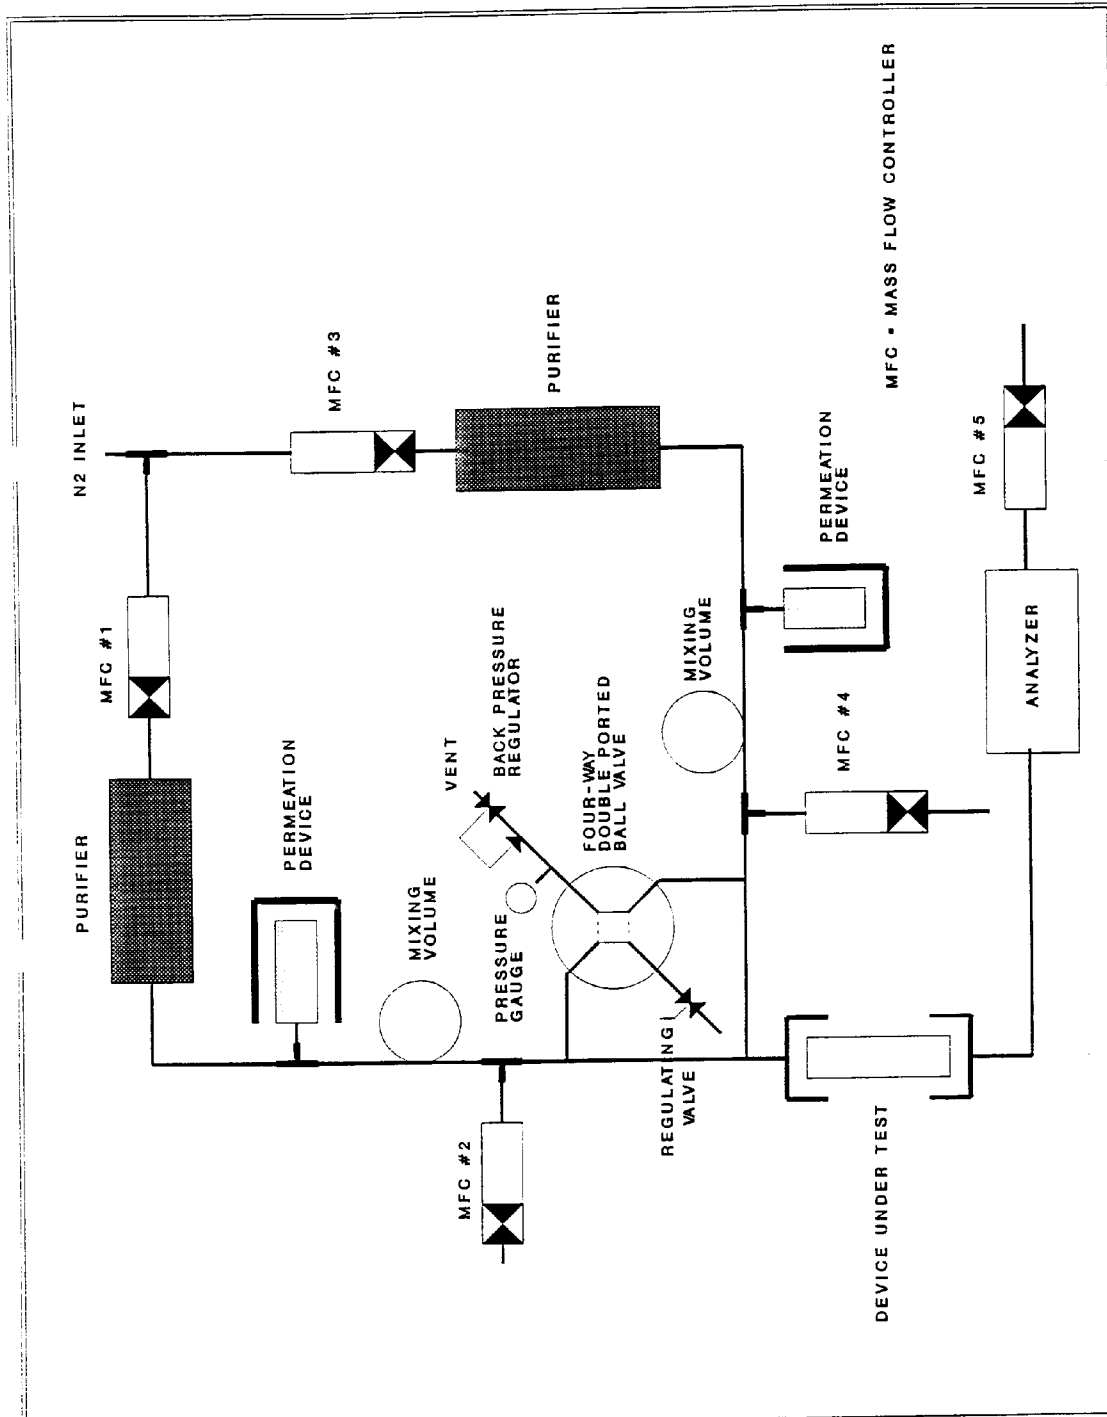 N2 INLET
MFC #3
PURIFIER
MFC #1
PURIFIER
PERMEATION
DEVICE
MIXING
VOLUME
VENT
BACK PRESSURE
REGULATOR
PRESSURE
GAUGE
FOUR-WAY
DOUBLE PORTED
BALL VALVE
REGULATING
VALVE
MIXING
VOLUME
PERMEATION
DEVICE
MFC #2
MFC #4
MFC #5
ANALYZER
DEVICE UNDER TEST
MFC = MASS FLOW CONTROLLER